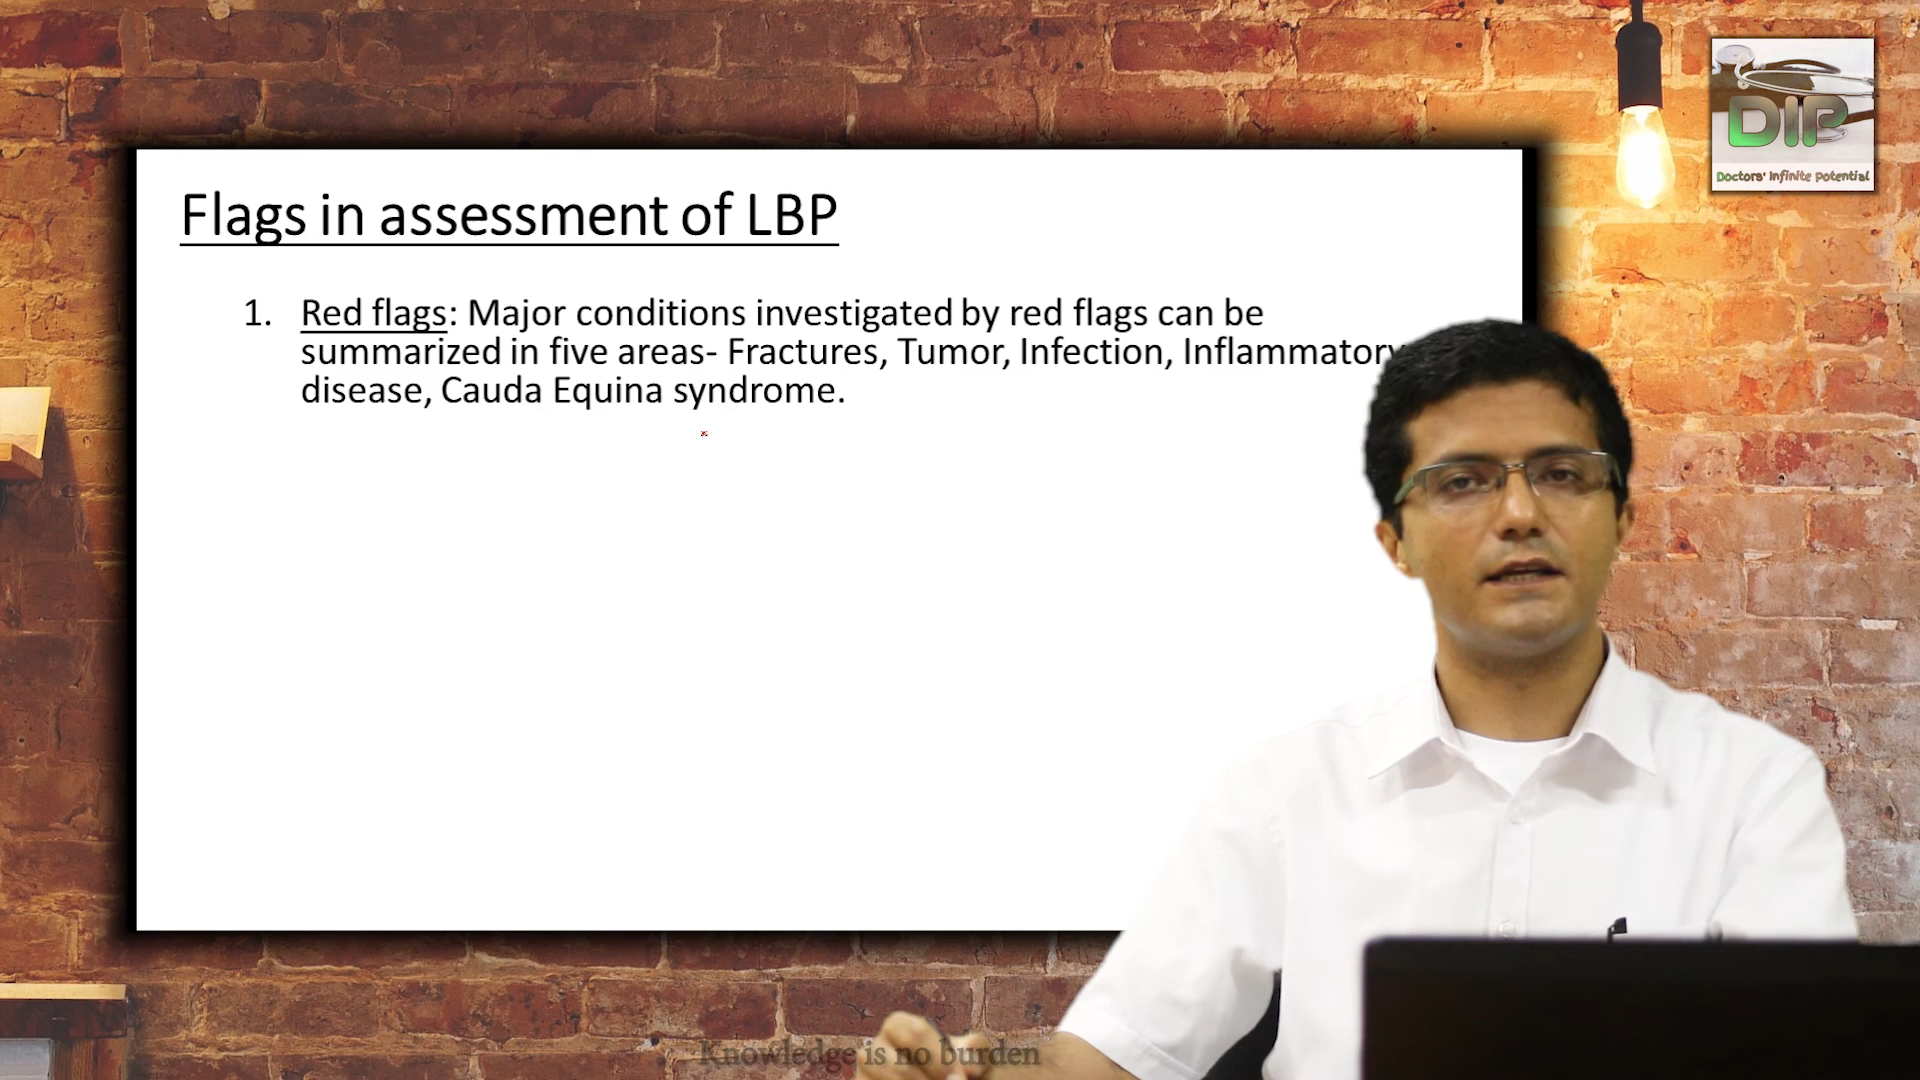 DIP
Doctors' Infinite Potential
Flags in assessment of LBP
1. Red flags: Major conditions investigated by red flags can be
summarized in five areas- Fractures, Tumor, Infection, Inflammatory
disease, Cauda Equina syndrome.
Knowledge is no burden